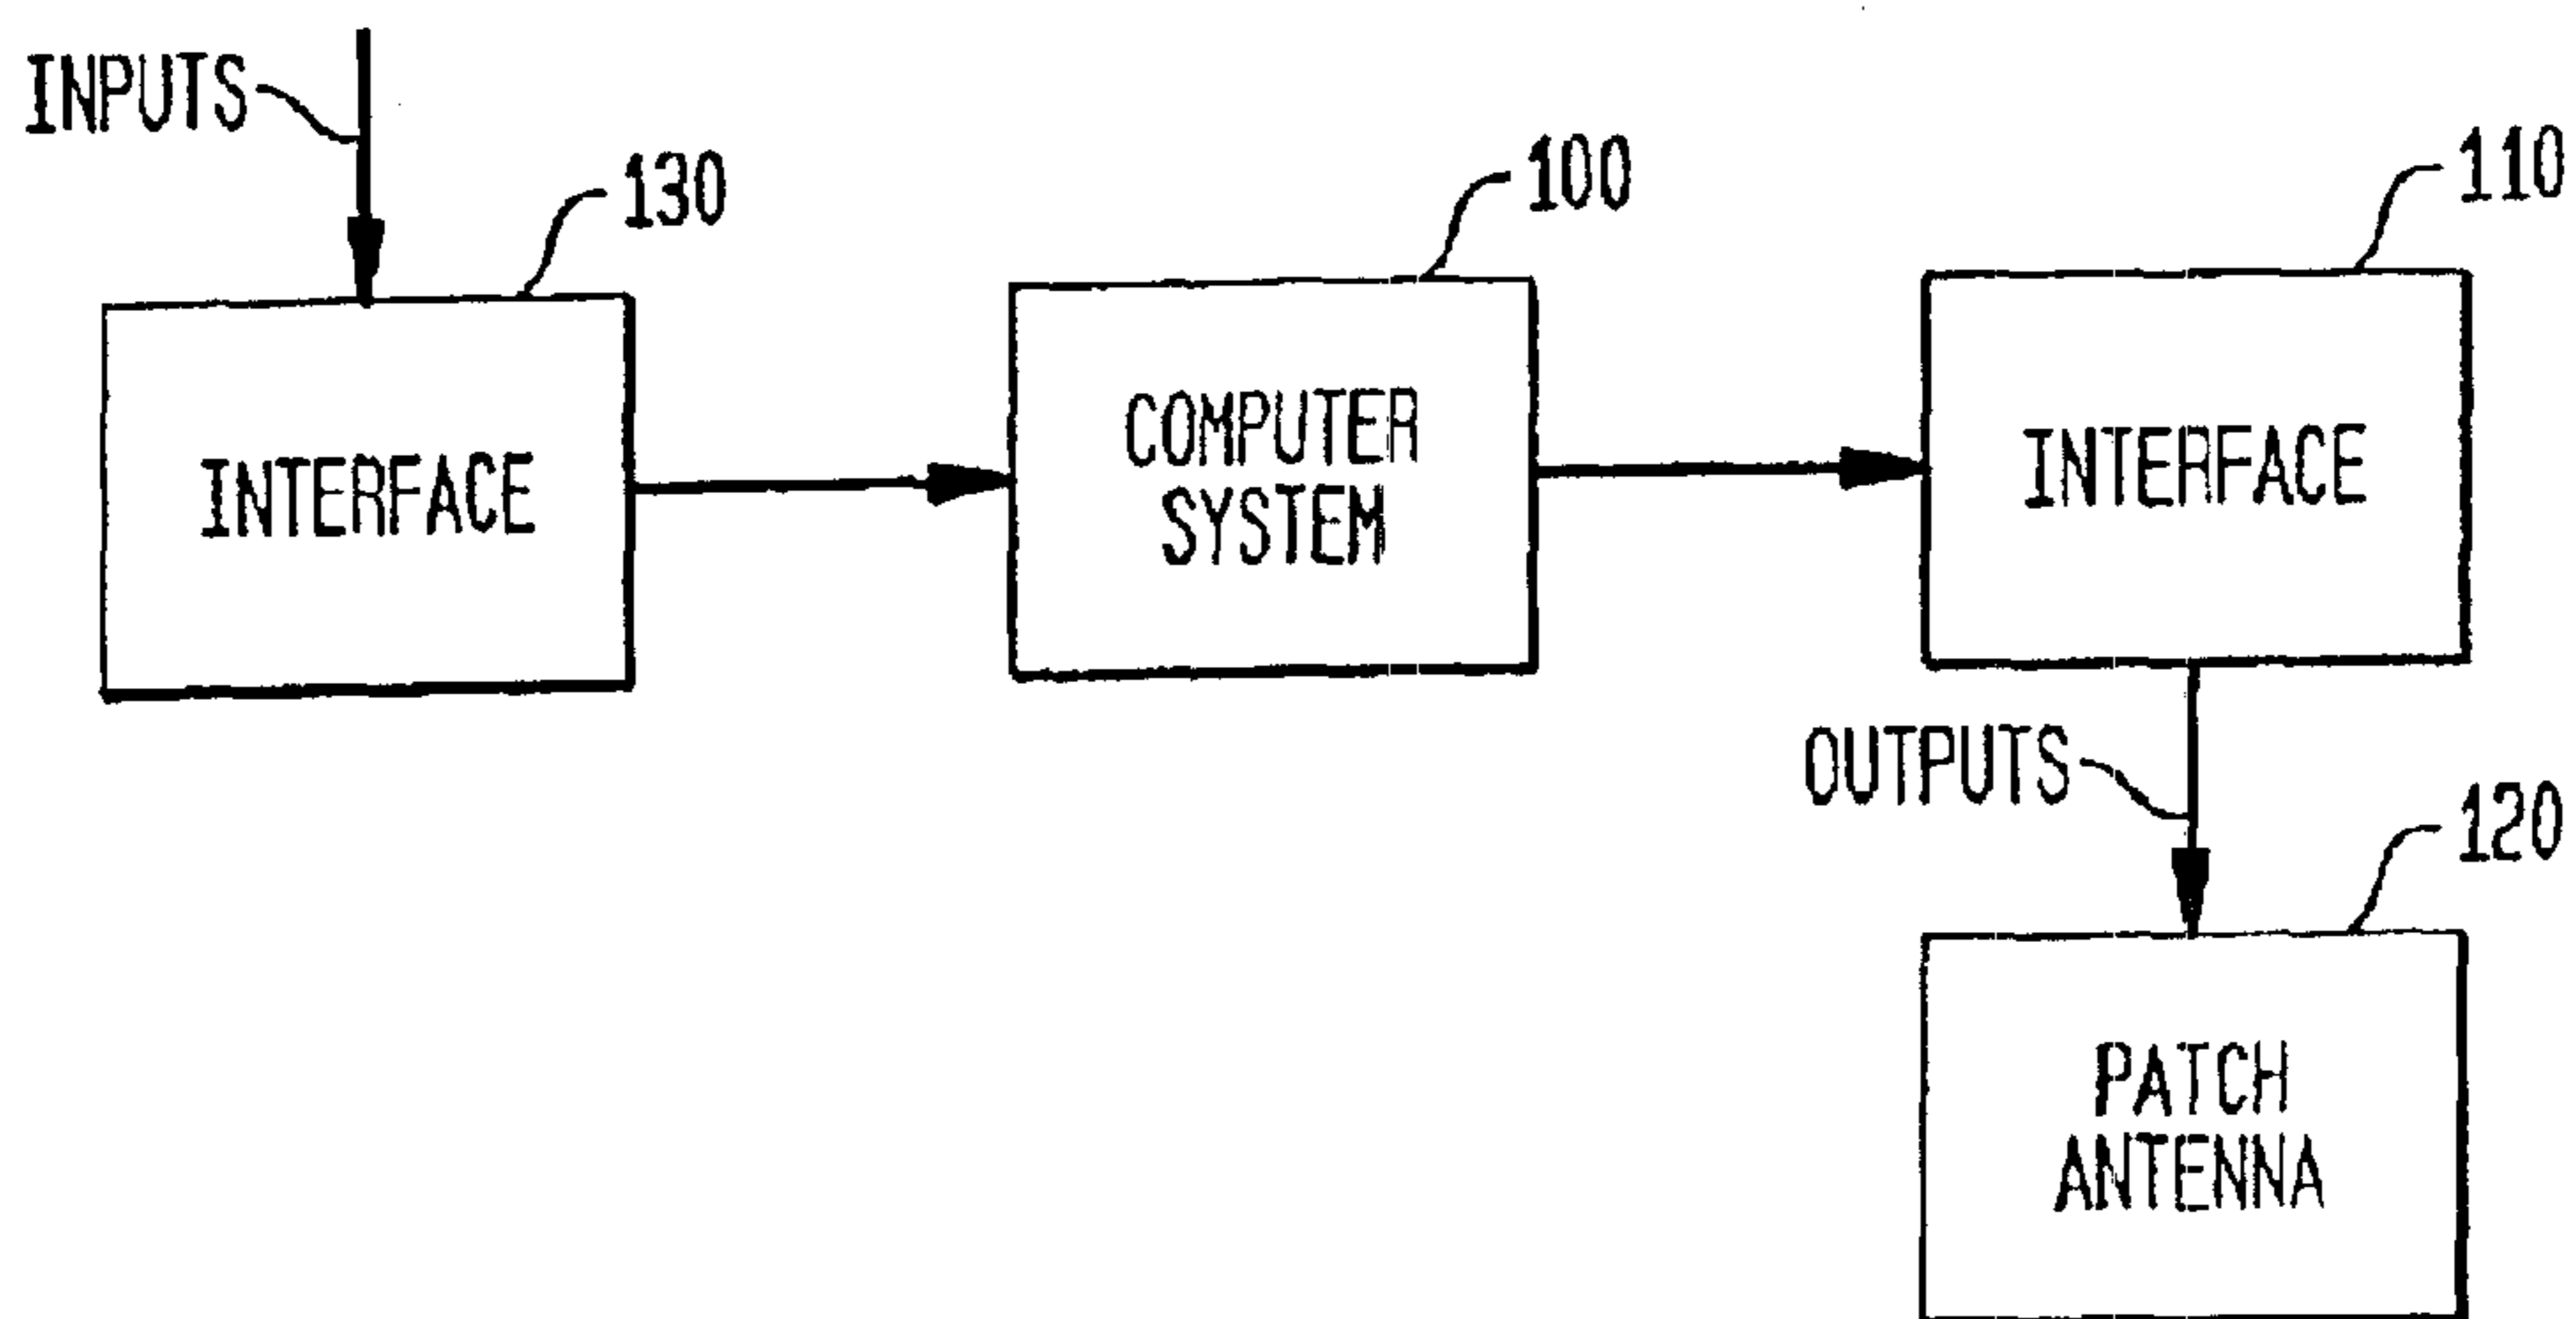 INPUTS
130
100
110
INTERFACE
COMPUTER
SYSTEM
INTERFACE
OUTPUTS
120
PATCH
ANTENNA